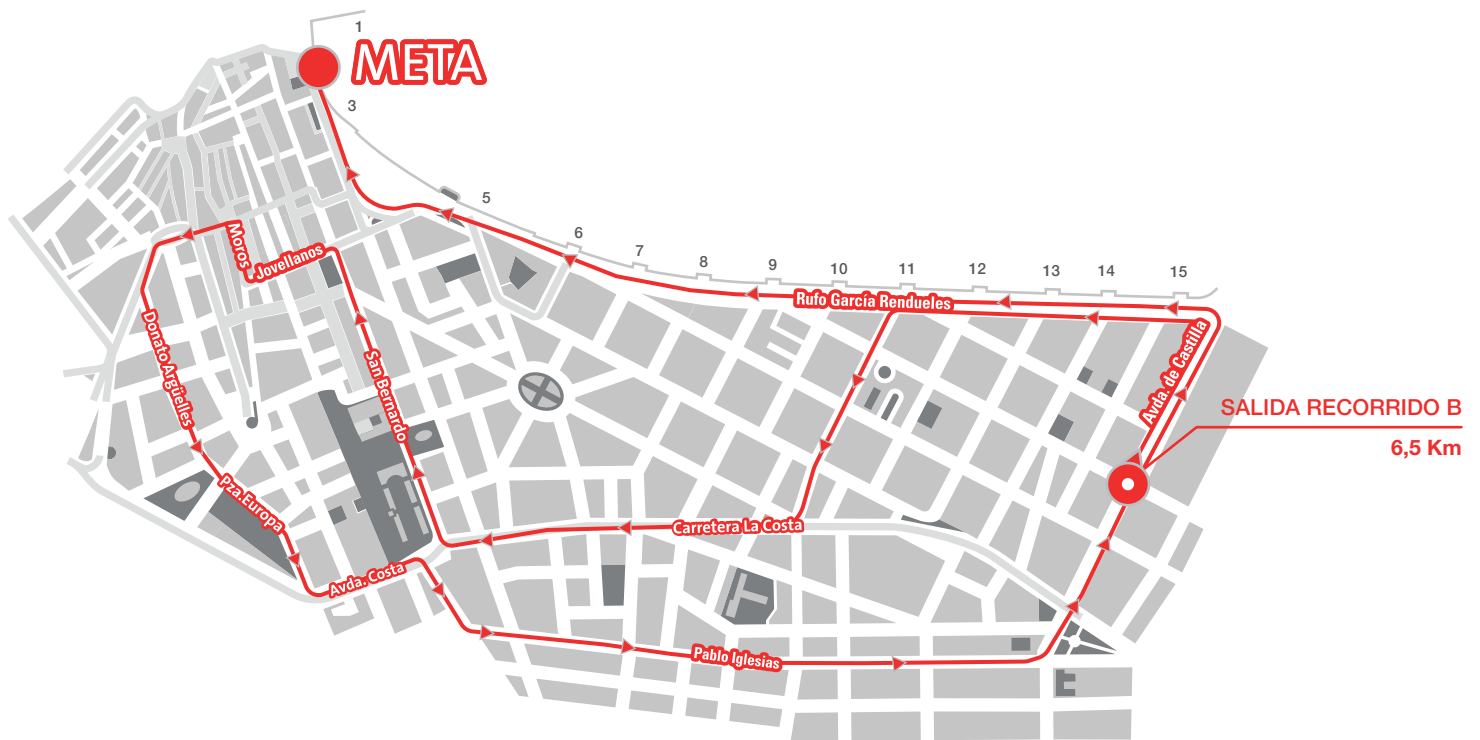 1
META
3
5
6
7
8
9
10
11
12
13
14
15
Rufo García Rendueles
Moros
Jovellanos
Donato Argüelles
San Bernardo
Avda. de Castilla
SALIDA RECORRIDO B
6,5 Km
Pza.Europa
Carretera La Costa
Avda. Costa
Pablo Iglesias